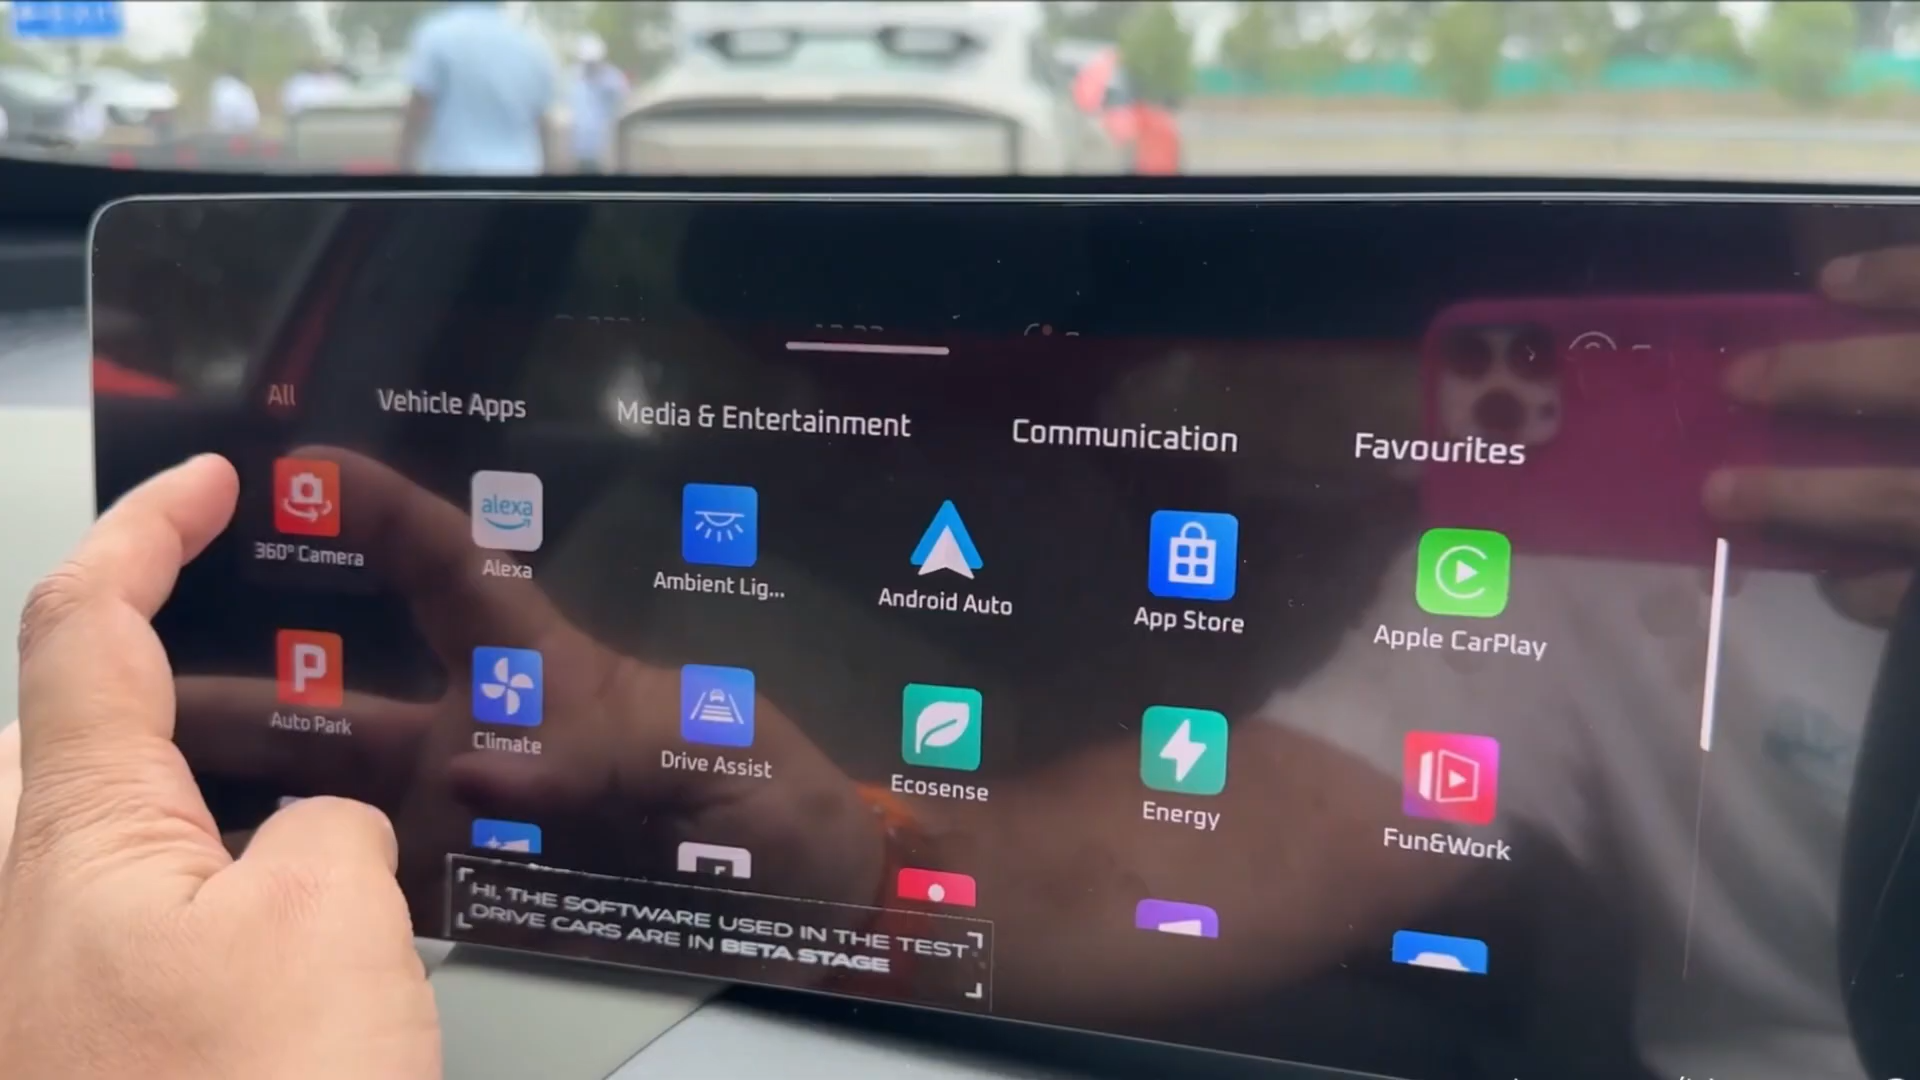 All
Vehicle Apps
Media & Entertainment
Communication
Favourites
360° Camera
alexa
Alexa
Ambient Lig...
Android Auto
App Store
Apple CarPlay
P
Auto Park
Climate
Drive Assist
Ecosense
Energy
Fun&Work
HI, THE SOFTWARE USED IN THE TEST
DRIVE CARS ARE IN BETA STAGE